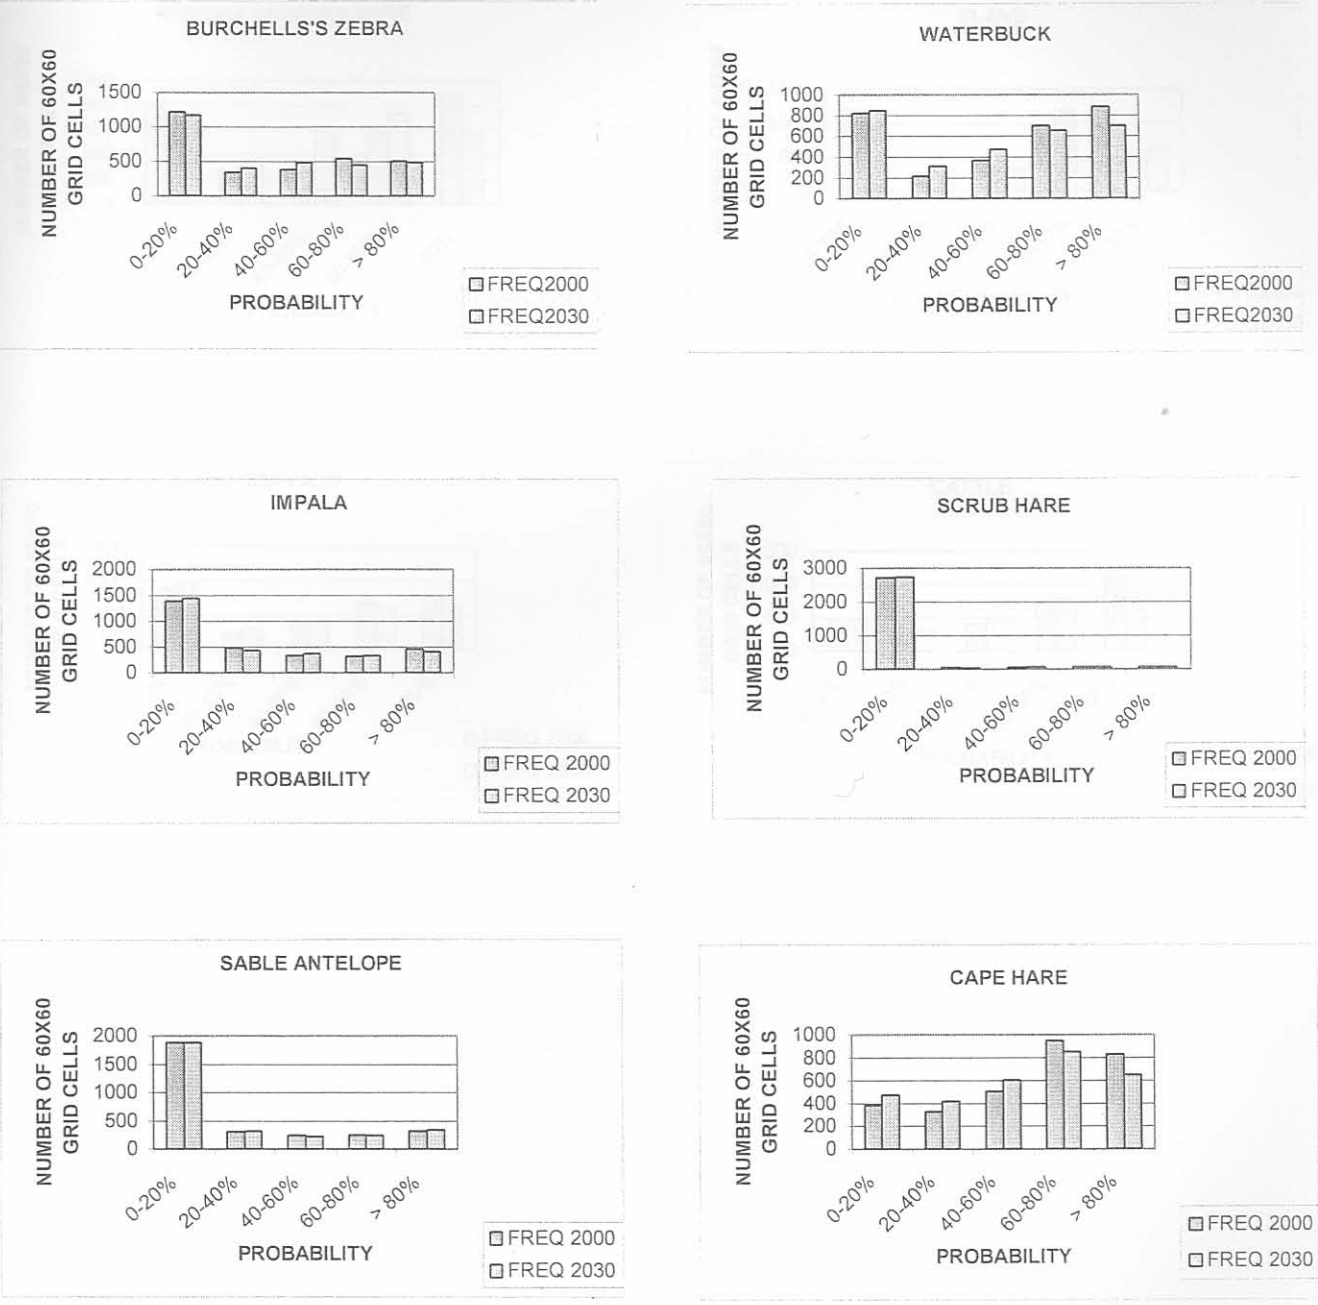 BURCHELLS'S ZEBRA
NUMBER OF 60X60
GRID CELLS
1500
1000
500
0
0-20%
20-40%
40-60%
60-80%
> 80%
PROBABILITY
FREQ2000
FREQ2030
WATERBUCK
NUMBER OF 60X60
GRID CELLS
1000
800
600
400
200
0
0-20%
20-40%
40-60%
60-80%
> 80%
PROBABILITY
FREQ2000
FREQ2030
IMPALA
NUMBER OF 60X60
GRID CELLS
2000
1500
1000
500
0
0-20%
20-40%
40-60%
60-80%
> 80%
PROBABILITY
FREQ 2000
FREQ 2030
SCRUB HARE
NUMBER OF 60X60
GRID CELLS
3000
2000
1000
0
0-20%
20-40%
40-60%
60-80%
> 80%
PROBABILITY
FREQ 2000
FREQ 2030
SABLE ANTELOPE
NUMBER OF 60X60
GRID CELLS
2000
1500
1000
500
0
0-20%
20-40%
40-60%
60-80%
> 80%
PROBABILITY
FREQ 2000
FREQ 2030
CAPE HARE
NUMBER OF 60X60
GRID CELLS
1000
800
600
400
200
0
0-20%
20-40%
40-60%
60-80%
> 80%
PROBABILITY
FREQ 2000
FREQ 2030